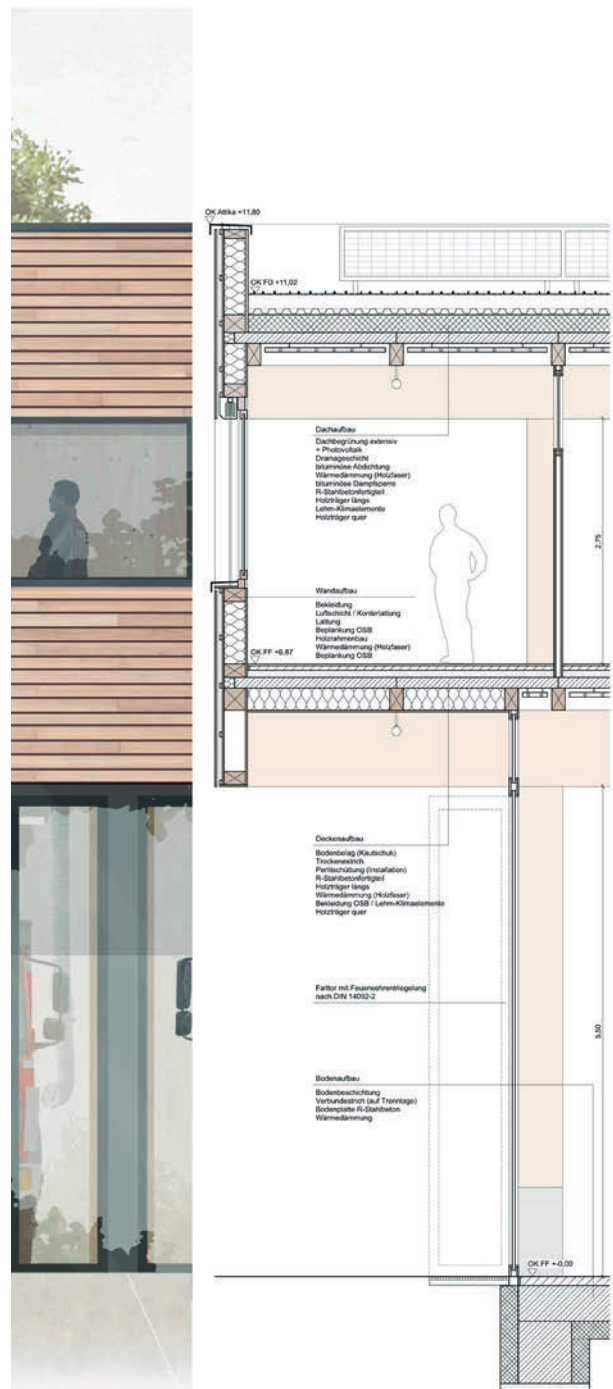 OK Attika +11,80
OK FD +11,02
Dachaufbau
Dachbegrünung extensiv
+ Photovoltaik
Drainageschicht
bituminöse Abdichtung
Wärmedämmung (Holzfaser)
bituminöse Dampfsperre
R-Stahlbetonfertigteil
Holzträger längs
Lehm-Klimaelemente
Holzträger quer
2,75
Wandaufbau
Bekleidung
Luftschicht / Konterlattung
Lattung
Beplankung OSB
Holzrahmenbau
Wärmedämmung (Holzfaser)
Beplankung OSB
OK FF +6,87
Deckenaufbau
Bodenbelag (Kautschuk)
Trockenestrich
Perlitschüttung (Installation)
R-Stahlbetonfertigteil
Holzträger längs
Wärmedämmung (Holzfaser)
Bekleidung OSB / Lehm-Klimaelemente
Holzträger quer
Falttor mit Feuerwehrentriegelung
nach DIN 14092-2
5,50
Bodenaufbau
Bodenbeschichtung
Verbundestrich (auf Trennlage)
Bodenplatte R-Stahlbeton
Wärmedämmung
OK FF +-0,00